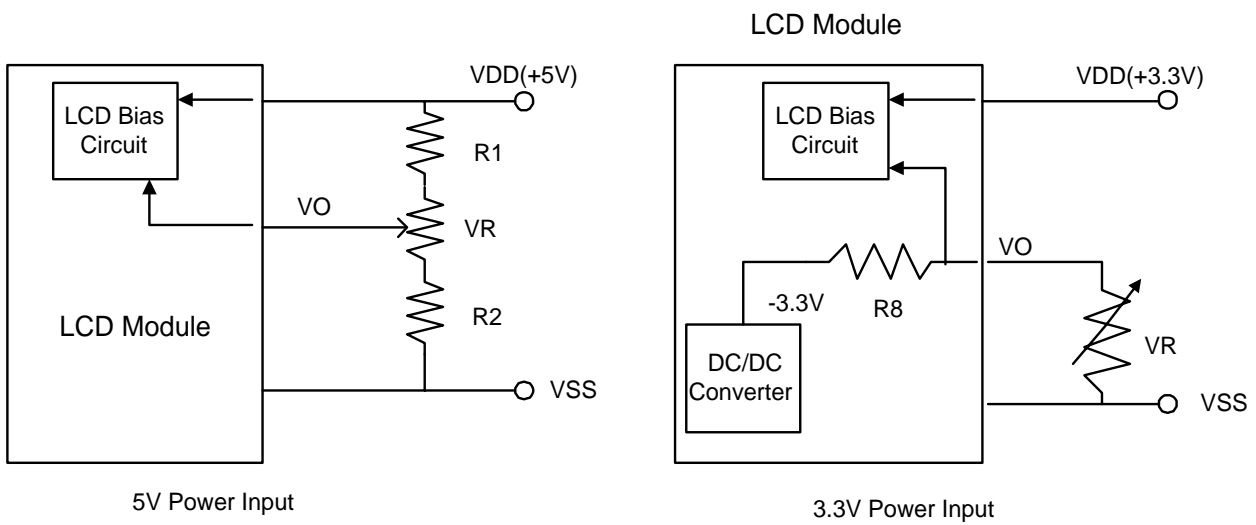 LCD Module
VDD(+5V)
LCD Bias
Circuit
R1
VO
VR
LCD Module
R2
VSS
5V Power Input
VDD(+3.3V)
LCD Bias
Circuit
VO
-3.3V
R8
DC/DC
Converter
VR
VSS
3.3V Power Input